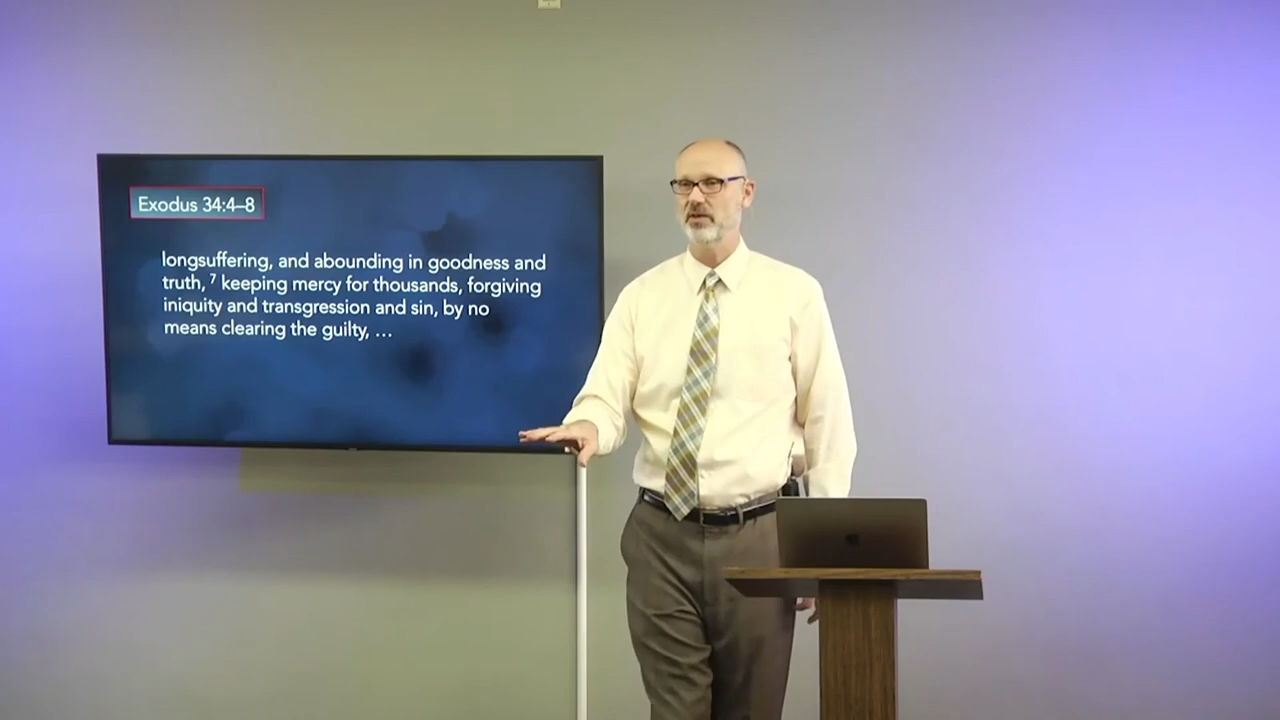 Exodus 34:4–8
longsuffering, and abounding in goodness and
truth, ⁷ keeping mercy for thousands, forgiving
iniquity and transgression and sin, by no
means clearing the guilty, …